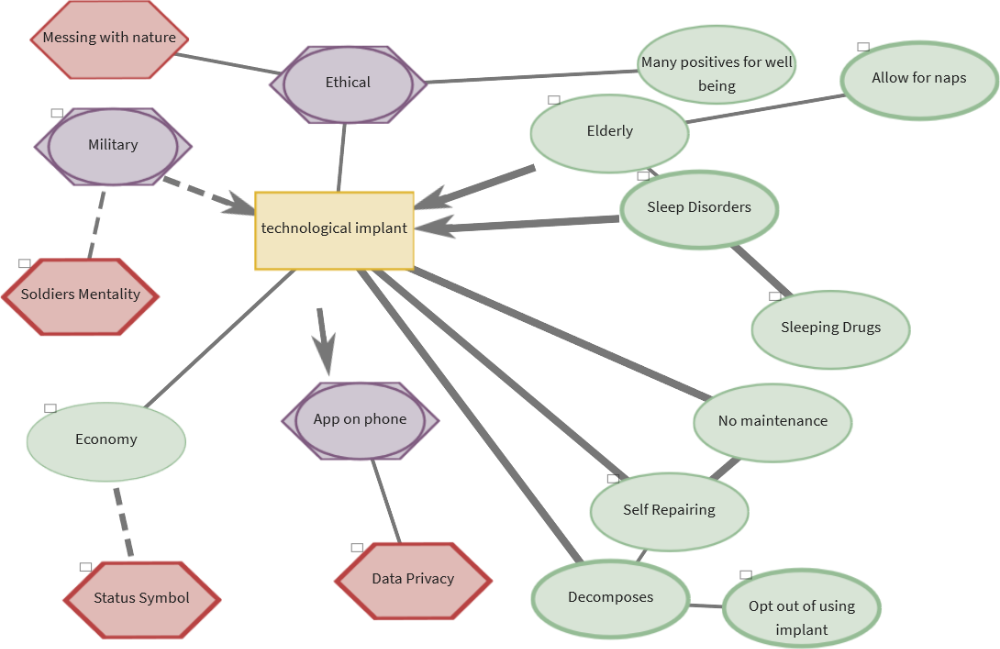 Messing with nature
Ethical
Many positives for well
being
Allow for naps
Military
Elderly
technological implant
Sleep Disorders
Soldiers Mentality
Sleeping Drugs
Economy
App on phone
No maintenance
Self Repairing
Status Symbol
Data Privacy
Decomposes
Opt out of using
implant